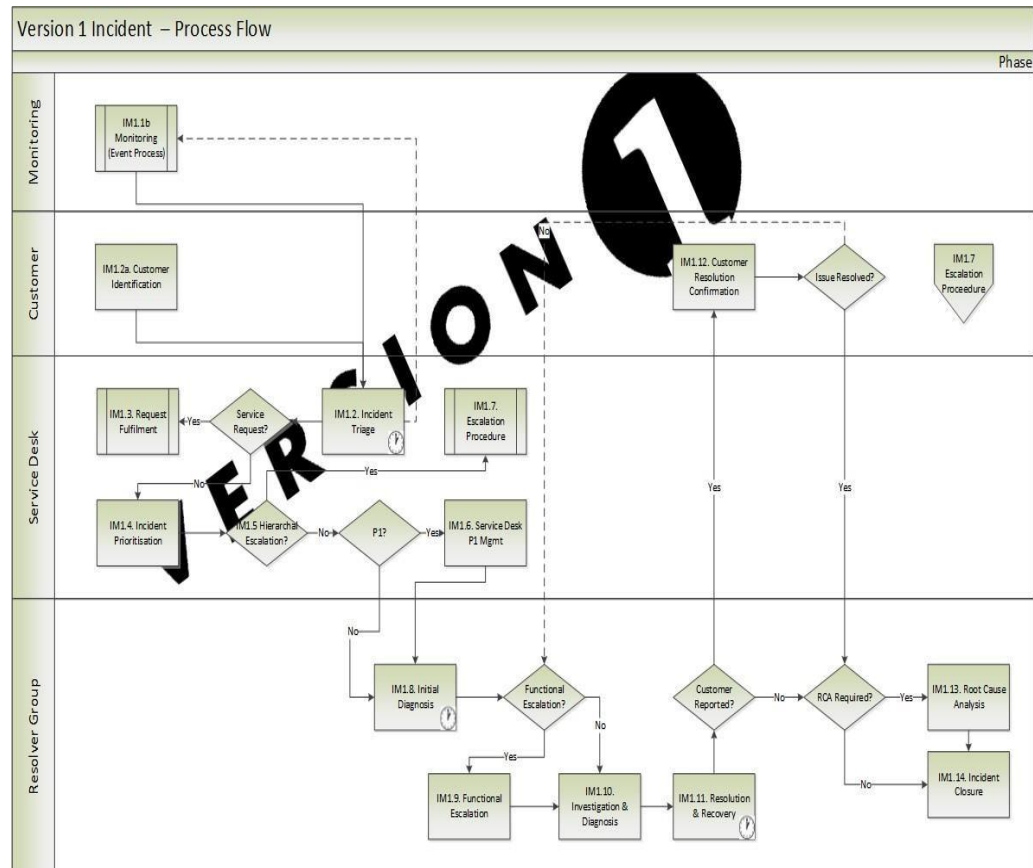 Version 1 Incident – Process Flow
Phase
Monitoring
IM1.1b
Monitoring
(Event Process)
Customer
IM1.2a. Customer
Identification
No
IM1.12. Customer
Resolution
Confirmation
Issue Resolved?
IM1.7
Escalation
Proceedure
VERSION 1
Service Desk
IM1.3. Request
Fulfilment
Yes
Service
Request?
IM1.2. Incident
Triage
IM1.7.
Escalation
Procedure
Yes
No
Yes
Yes
IM1.4. Incident
Prioritisation
IM1.5 Hierarchal
Escalation?
No
P1?
Yes
IM1.6. Service Desk
P1 Mgmt
Resolver Group
No
IM1.8. Initial
Diagnosis
Functional
Escalation?
Customer
Reported?
No
RCA Required?
Yes
IM1.13. Root Cause
Analysis
No
Yes
IM1.9. Functional
Escalation
IM1.10.
Investigation &
Diagnosis
IM1.11. Resolution
& Recovery
No
IM1.14. Incident
Closure